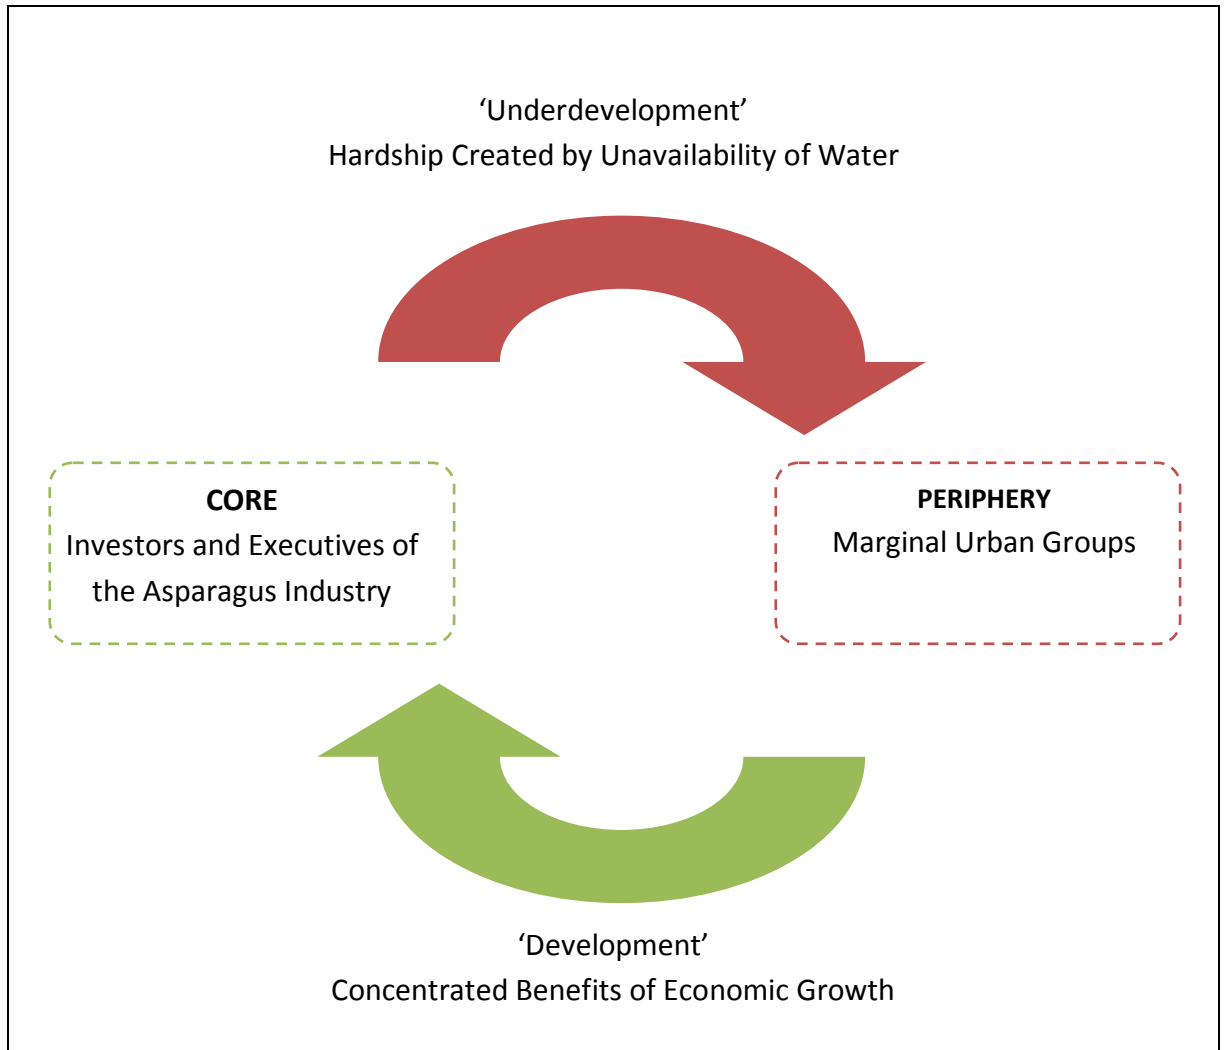 ‘Underdevelopment’
Hardship Created by Unavailability of Water
CORE
Investors and Executives of
the Asparagus Industry
PERIPHERY
Marginal Urban Groups
‘Development’
Concentrated Benefits of Economic Growth